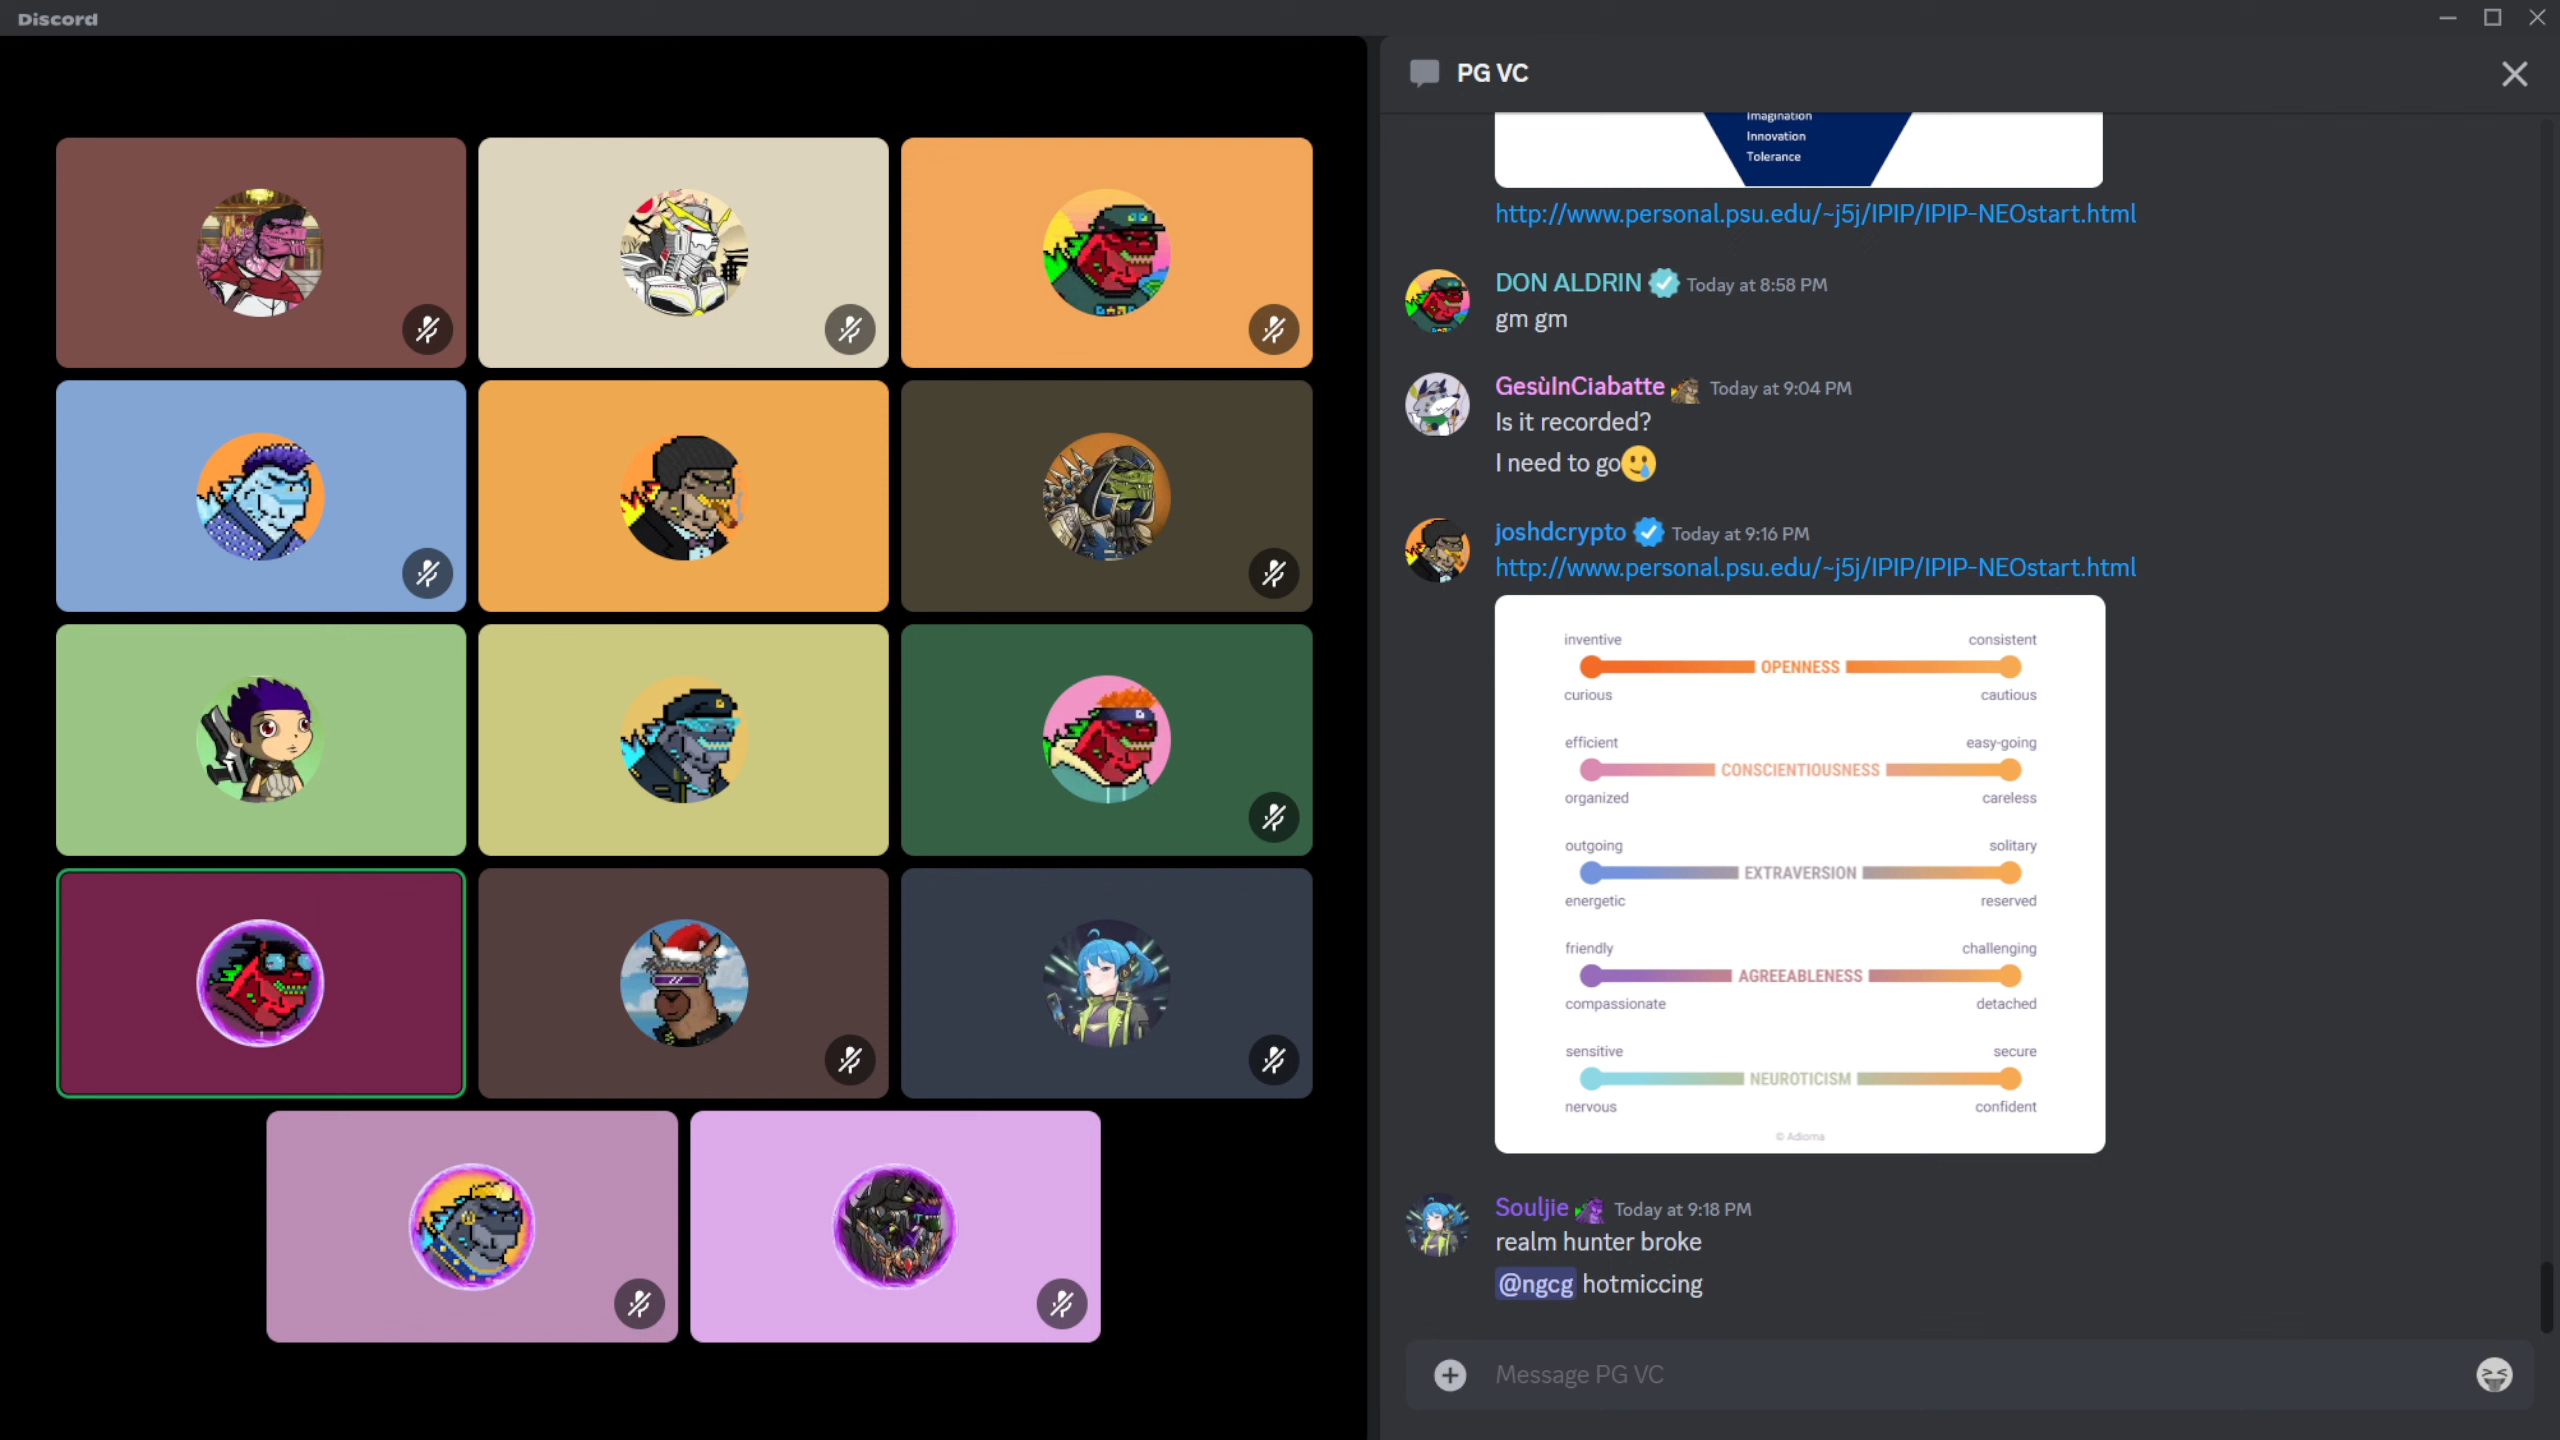 Discord
PG VC
Imagination
Innovation
Tolerance
http://www.personal.psu.edu/~j5j/IPIP/IPIP-NEOstart.html
DON ALDRIN Today at 8:58 PM
gm gm
GesùInCiabatte Today at 9:04 PM
Is it recorded?
I need to go🥲
joshdcrypto Today at 9:16 PM
http://www.personal.psu.edu/~j5j/IPIP/IPIP-NEOstart.html
inventive consistent
OPENNESS
curious cautious
efficient easy-going
CONSCIENTIOUSNESS
organized careless
outgoing solitary
EXTRAVERSION
energetic reserved
friendly challenging
AGREEABLENESS
compassionate detached
sensitive secure
NEUROTICISM
nervous confident
© Adioma
Souljie Today at 9:18 PM
realm hunter broke
@ngcg hotmiccing
Message PG VC